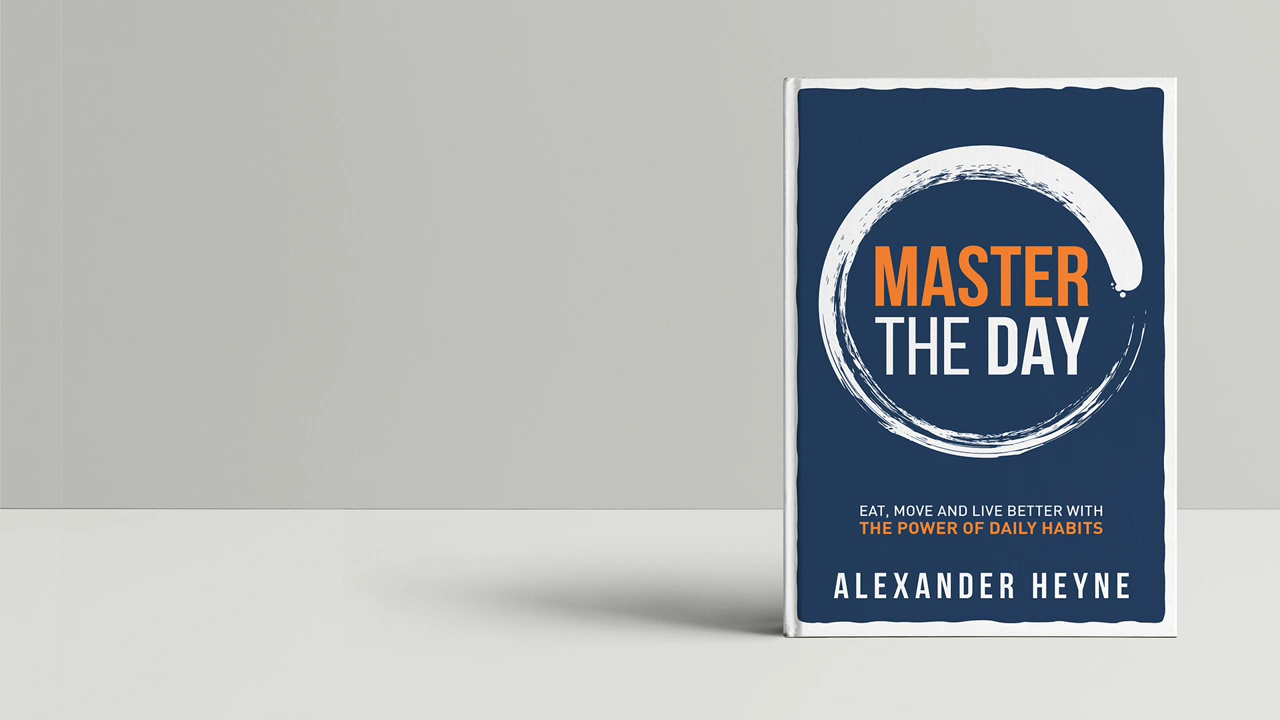 MASTER
THE DAY
EAT, MOVE AND LIVE BETTER WITH
THE POWER OF DAILY HABITS
ALEXANDER HEYNE